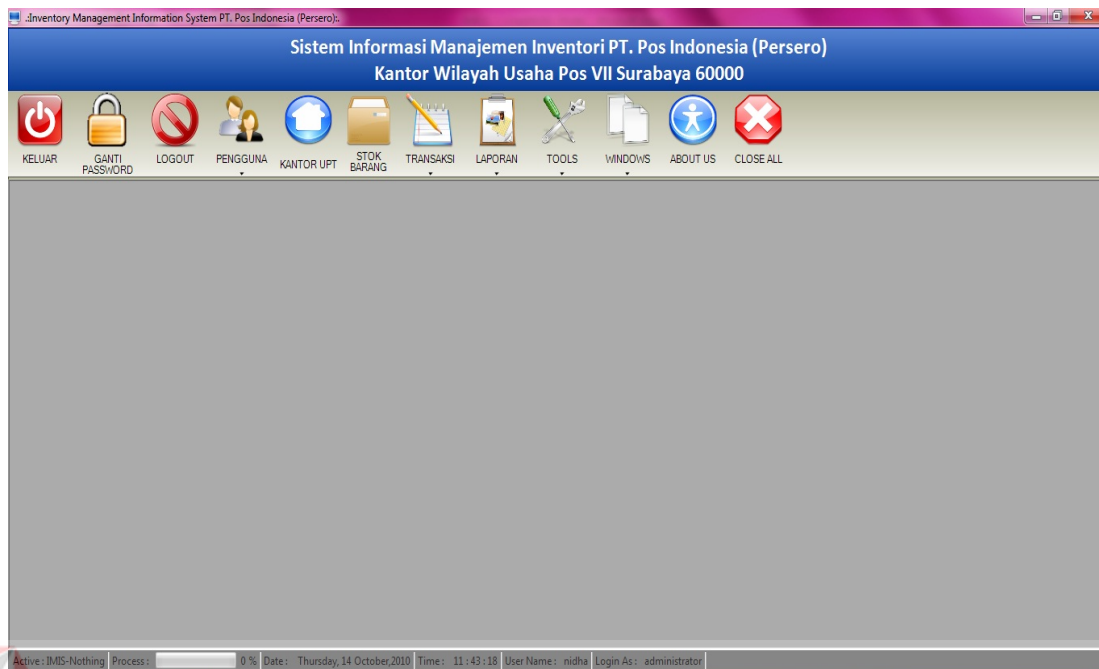 .:Inventory Management Information System PT. Pos Indonesia (Persero):.
Sistem Informasi Manajemen Inventori PT. Pos Indonesia (Persero)
Kantor Wilayah Usaha Pos VII Surabaya 60000
KELUAR GANTI PASSWORD LOGOUT PENGGUNA KANTOR UPT STOK BARANG TRANSAKSI LAPORAN TOOLS WINDOWS ABOUT US CLOSE ALL
Active : IMIS-Nothing Process : 0 % Date : Thursday, 14 October,2010 Time : 11 : 43 : 18 User Name : nidha Login As : administrator